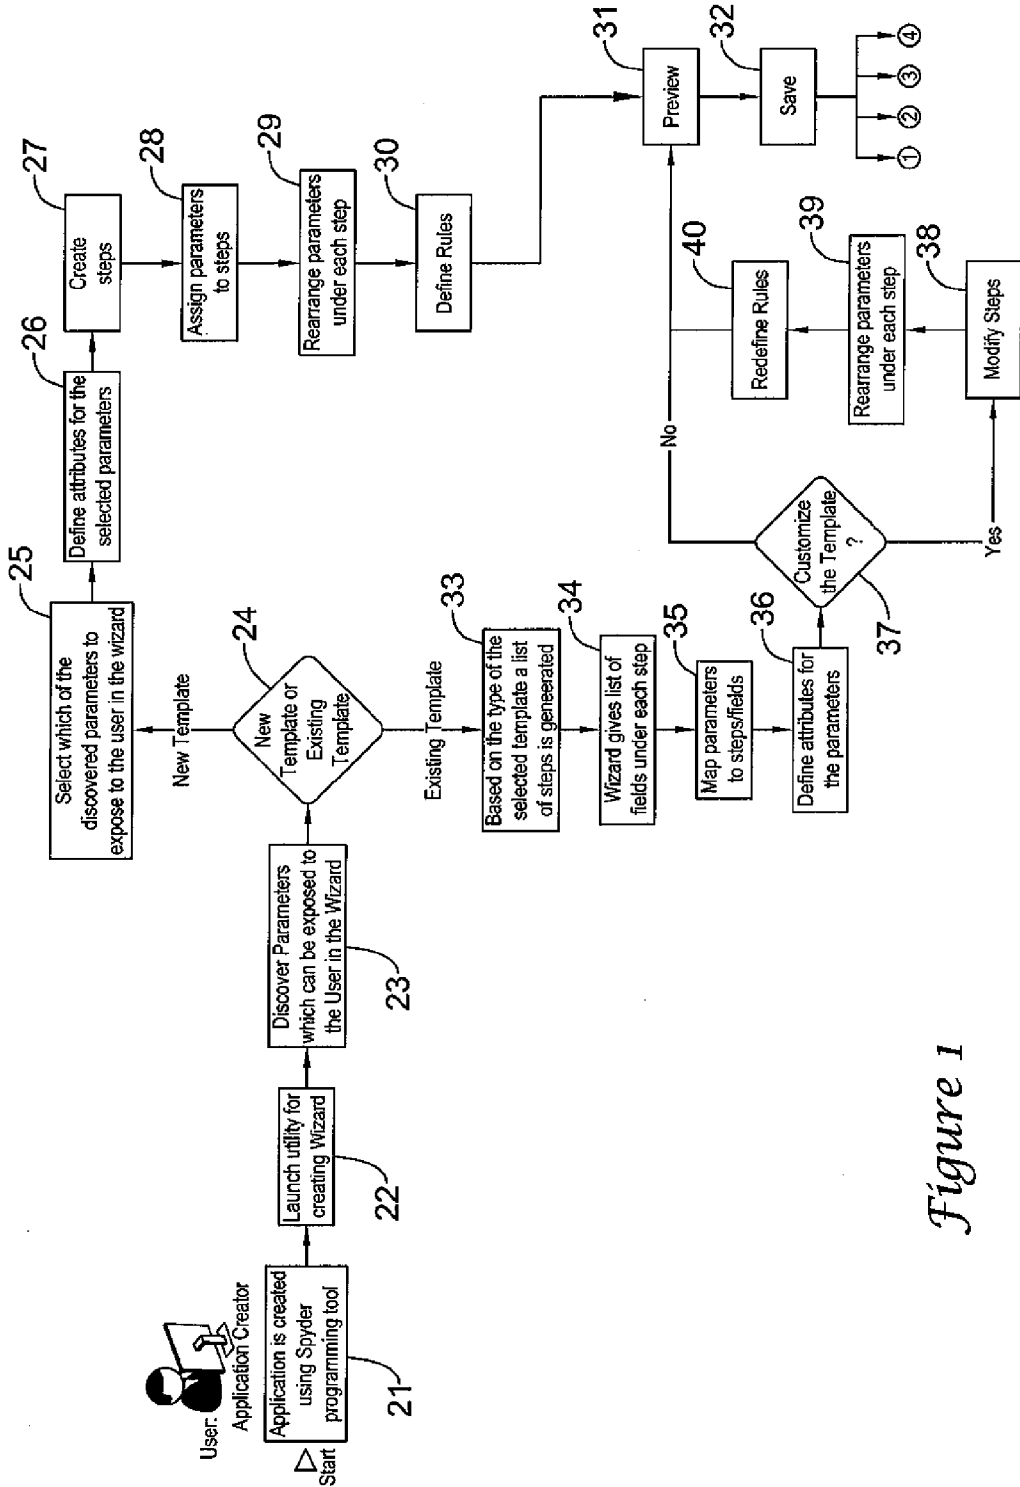 User:
Application Creator
Start
Application is created
using Spyder
programming tool
21
Launch utility for
creating Wizard
22
Discover Parameters
which can be exposed to
the User in the Wizard
23
New
Template or
Existing
Template
24
New Template
Existing Template
Select which of the
discovered parameters to
expose to the user in the wizard
25
Define attributes for the
selected parameters
26
Create
steps
27
Assign parameters
to steps
28
Rearrange parameters
under each step
29
Define Rules
30
Preview
31
Save
32
1
2
3
4
Based on the type of the
selected template a list
of steps is geneerated
33
Wizard gives list of
fields under each step
34
Map parameters
to steps/fields
35
Define attributes for
the parameters
36
Customize
the Template
?
37
No
Yes
Modify Steps
38
Rearrange parameters
under each step
39
Redefine Rules
40
Figure 1